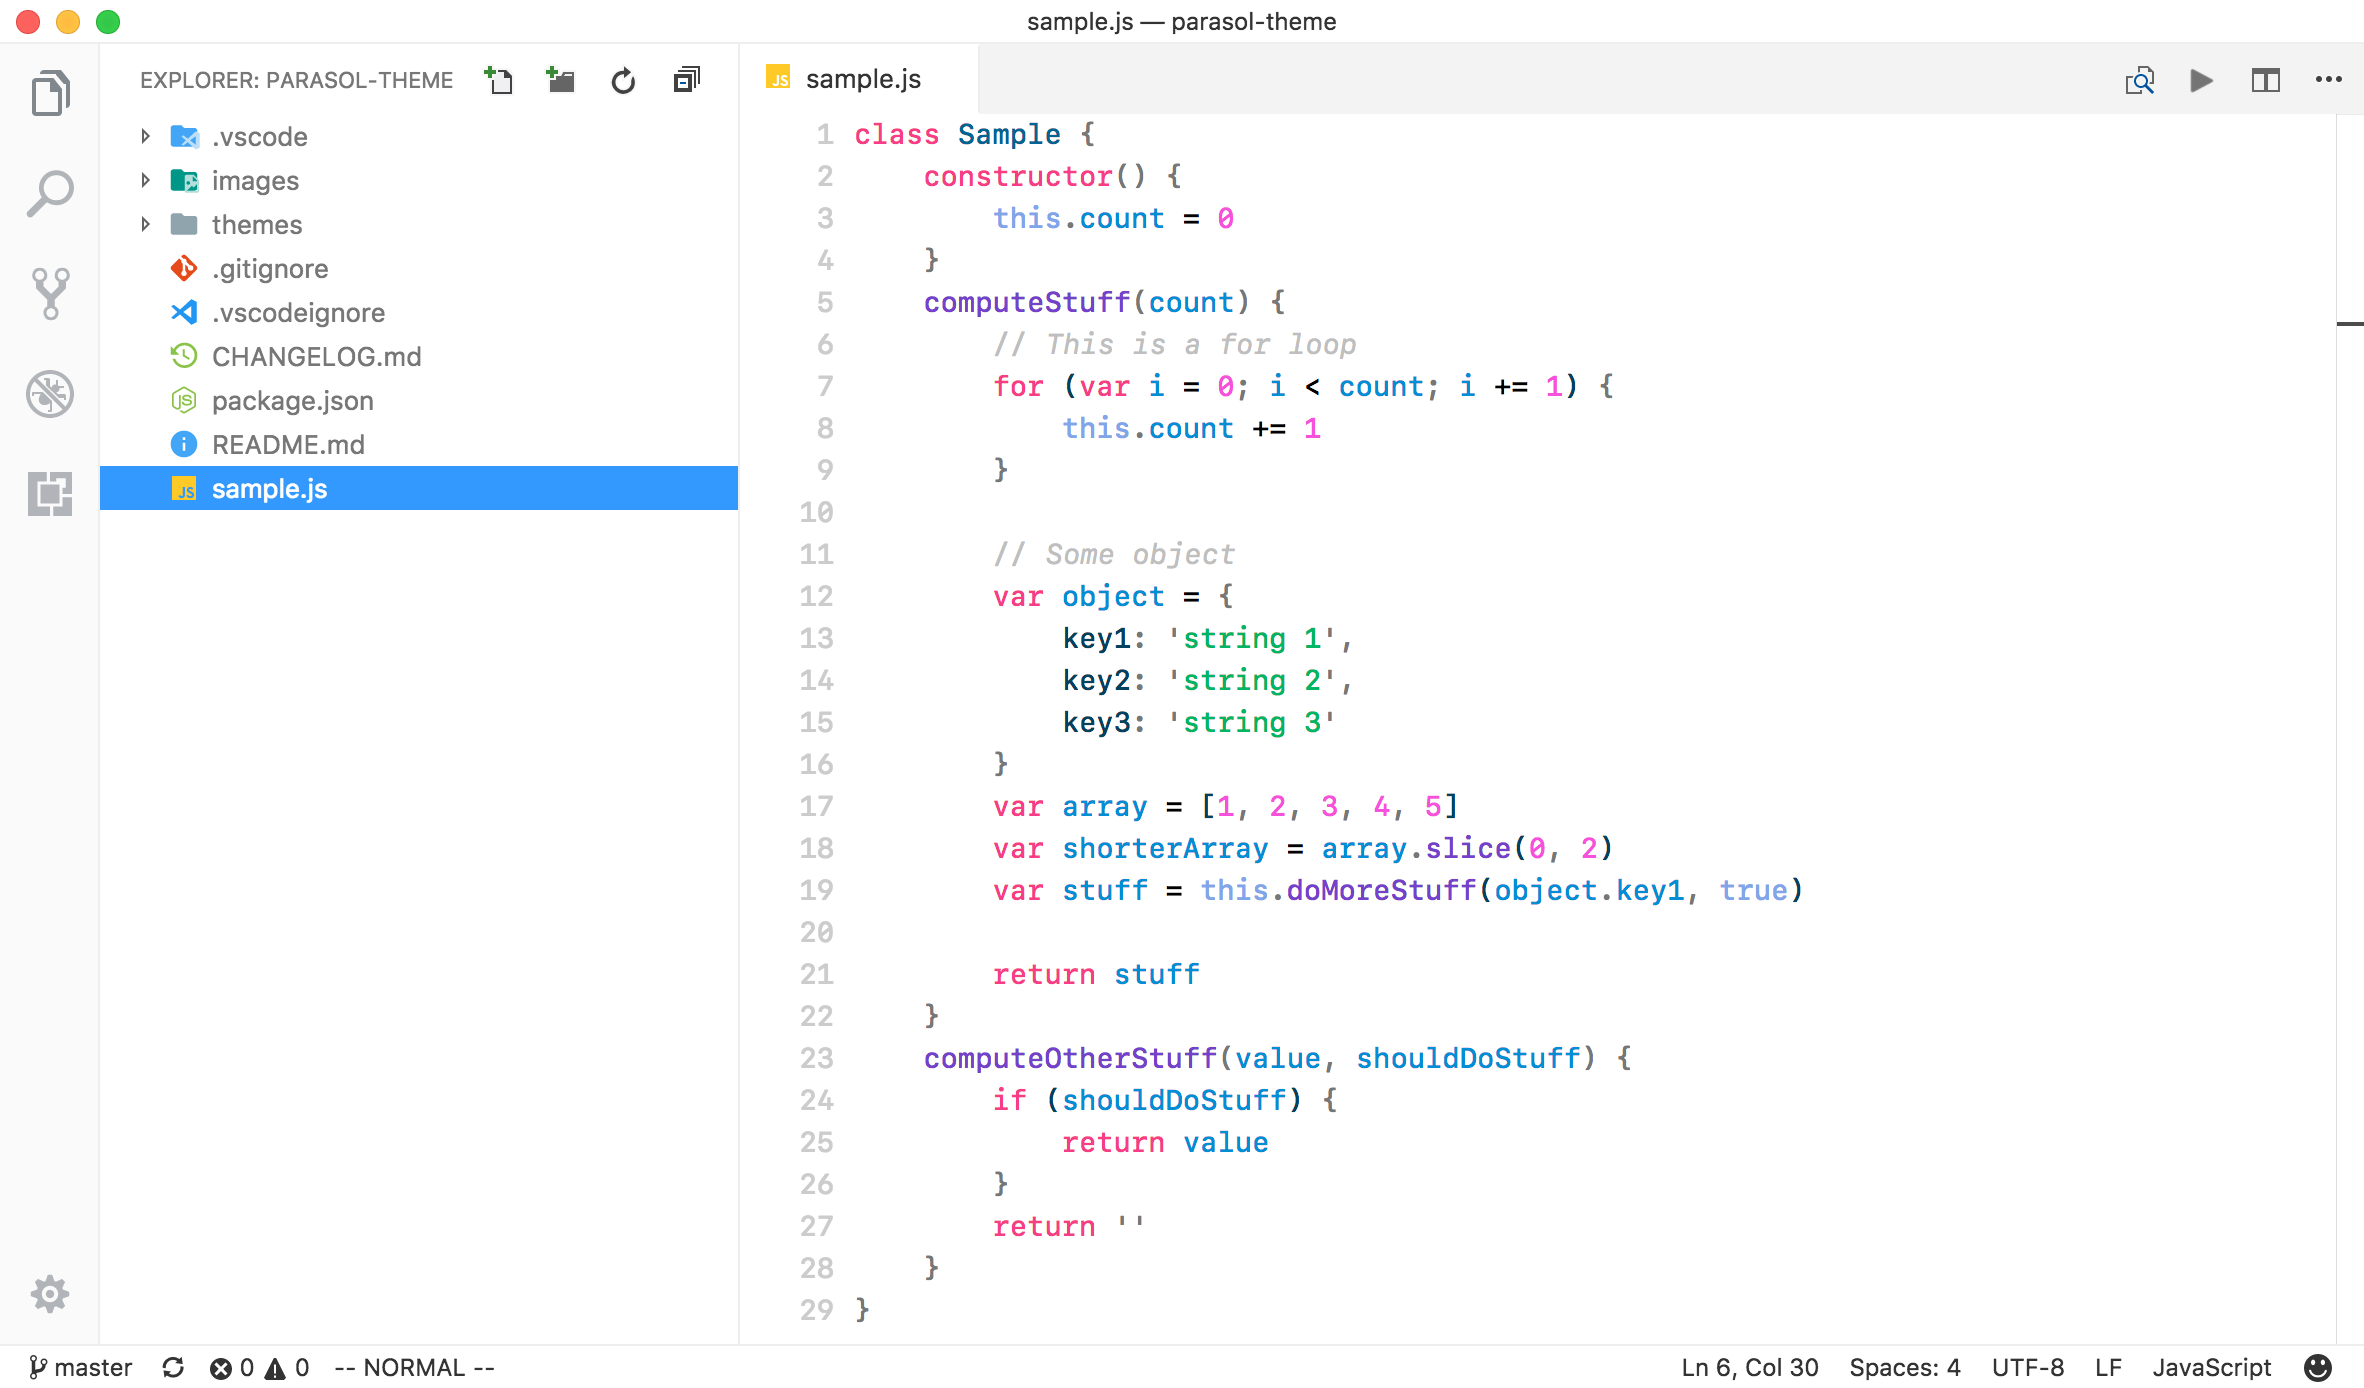 sample.js — parasol-theme
EXPLORER: PARASOL-THEME
.vscode
images
themes
.gitignore
.vscodeignore
CHANGELOG.md
package.json
README.md
sample.js
sample.js
1 class Sample {
2     constructor() {
3         this.count = 0
4     }
5     computeStuff(count) {
6         // This is a for loop
7         for (var i = 0; i < count; i += 1) {
8             this.count += 1
9         }
10
11         // Some object
12         var object = {
13             key1: 'string 1',
14             key2: 'string 2',
15             key3: 'string 3'
16         }
17         var array = [1, 2, 3, 4, 5]
18         var shorterArray = array.slice(0, 2)
19         var stuff = this.doMoreStuff(object.key1, true)
20
21         return stuff
22     }
23     computeOtherStuff(value, shouldDoStuff) {
24         if (shouldDoStuff) {
25             return value
26         }
27         return ''
28     }
29 }
master 0 0 -- NORMAL -- Ln 6, Col 30 Spaces: 4 UTF-8 LF JavaScript